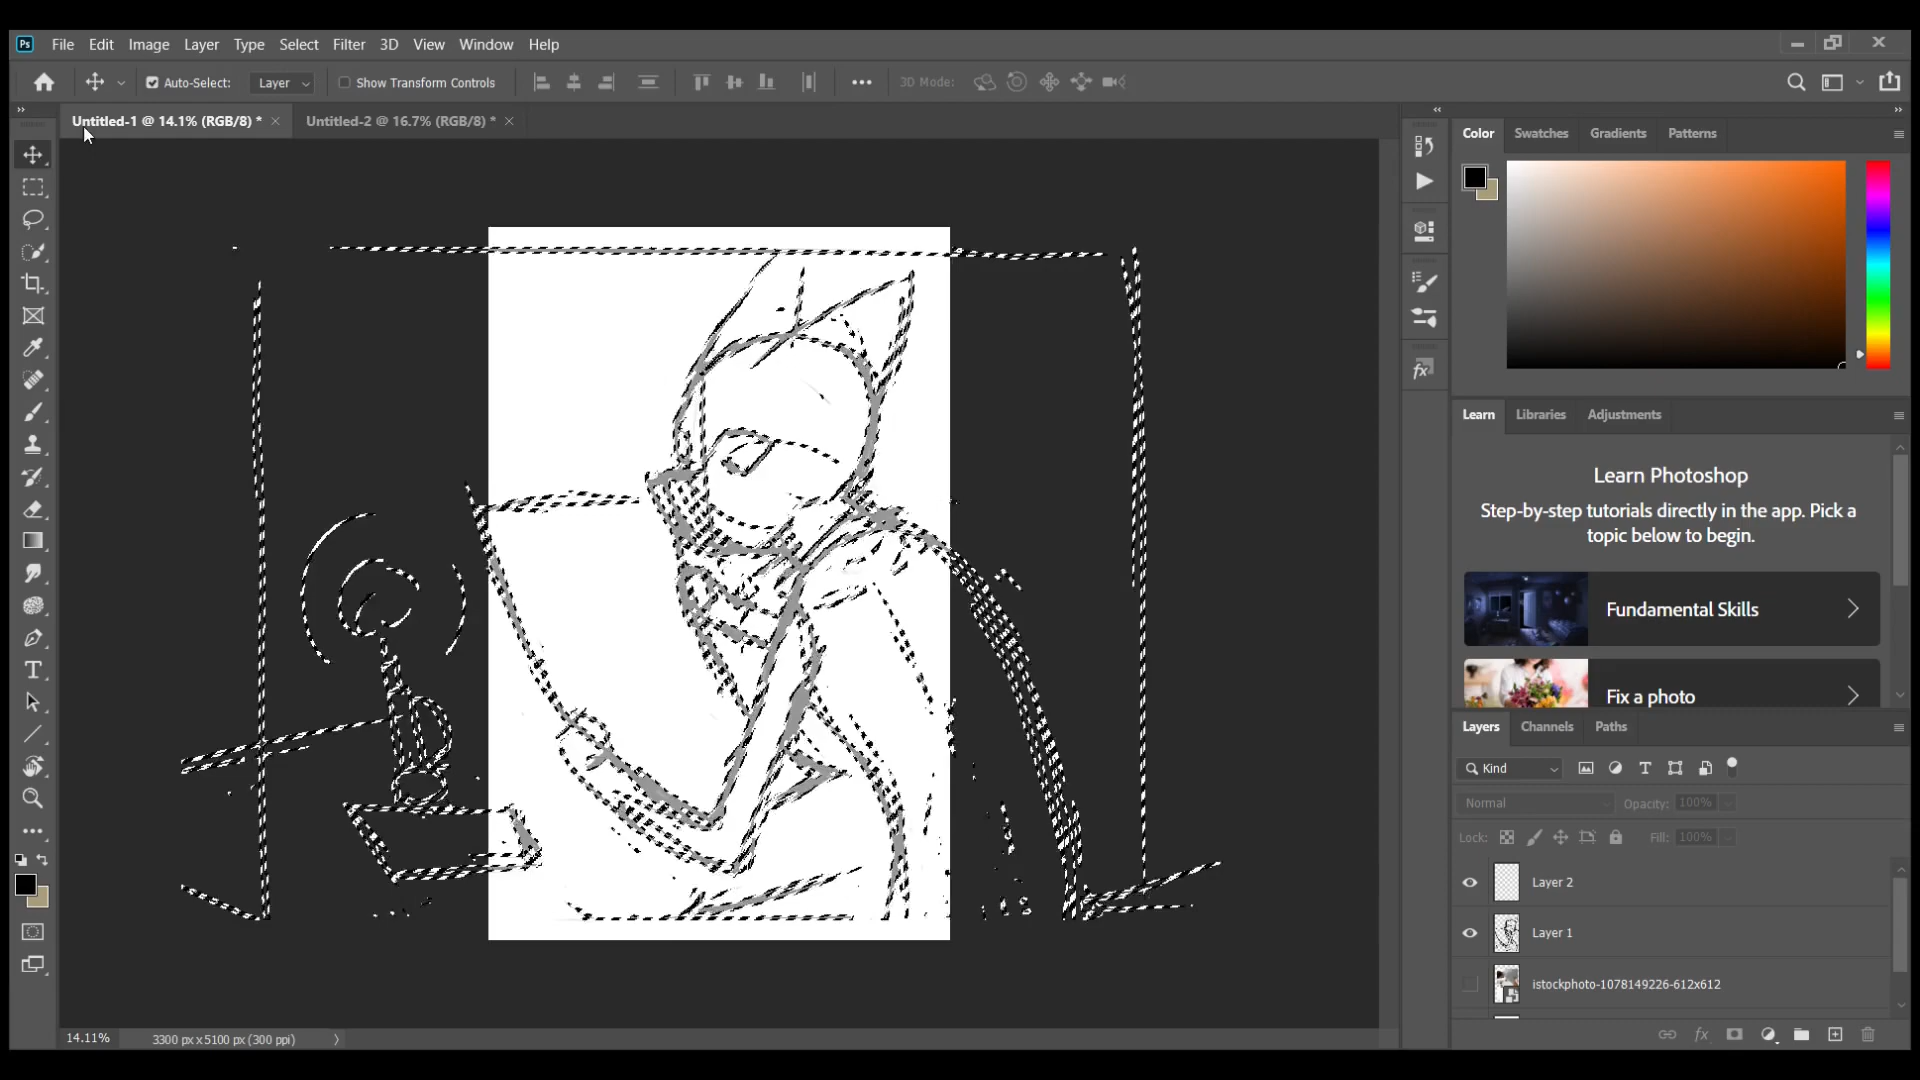 Ps File Edit Image Layer Type Select Filter 3D View Window Help
Auto-Select: Layer Show Transform Controls 3D Mode:
Untitled-1 @ 14.1% (RGB/8) * Untitled-2 @ 16.7% (RGB/8) *
Color Swatches Gradients Patterns
Learn Libraries Adjustments
Learn Photoshop
Step-by-step tutorials directly in the app. Pick a
topic below to begin.
Fundamental Skills
Fix a photo
Layers Channels Paths
Kind
Normal Opacity: 100%
Lock: Fill: 100%
Layer 2
Layer 1
istockphoto-1078149226-612x612
14.11% 3300 px x 5100 px (300 ppi)
fx